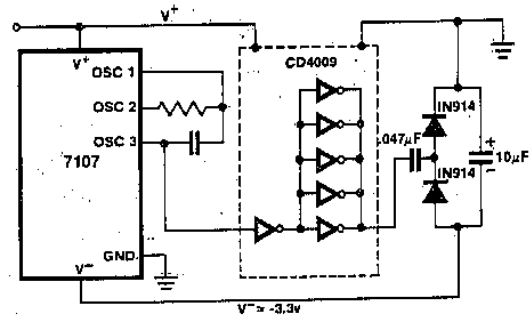 V+
V+
OSC 1
OSC 2
OSC 3
7107
GND
V−
CD4009
IN914
.047µF
+
10µF
−
IN914
V− ≈ -3.3v